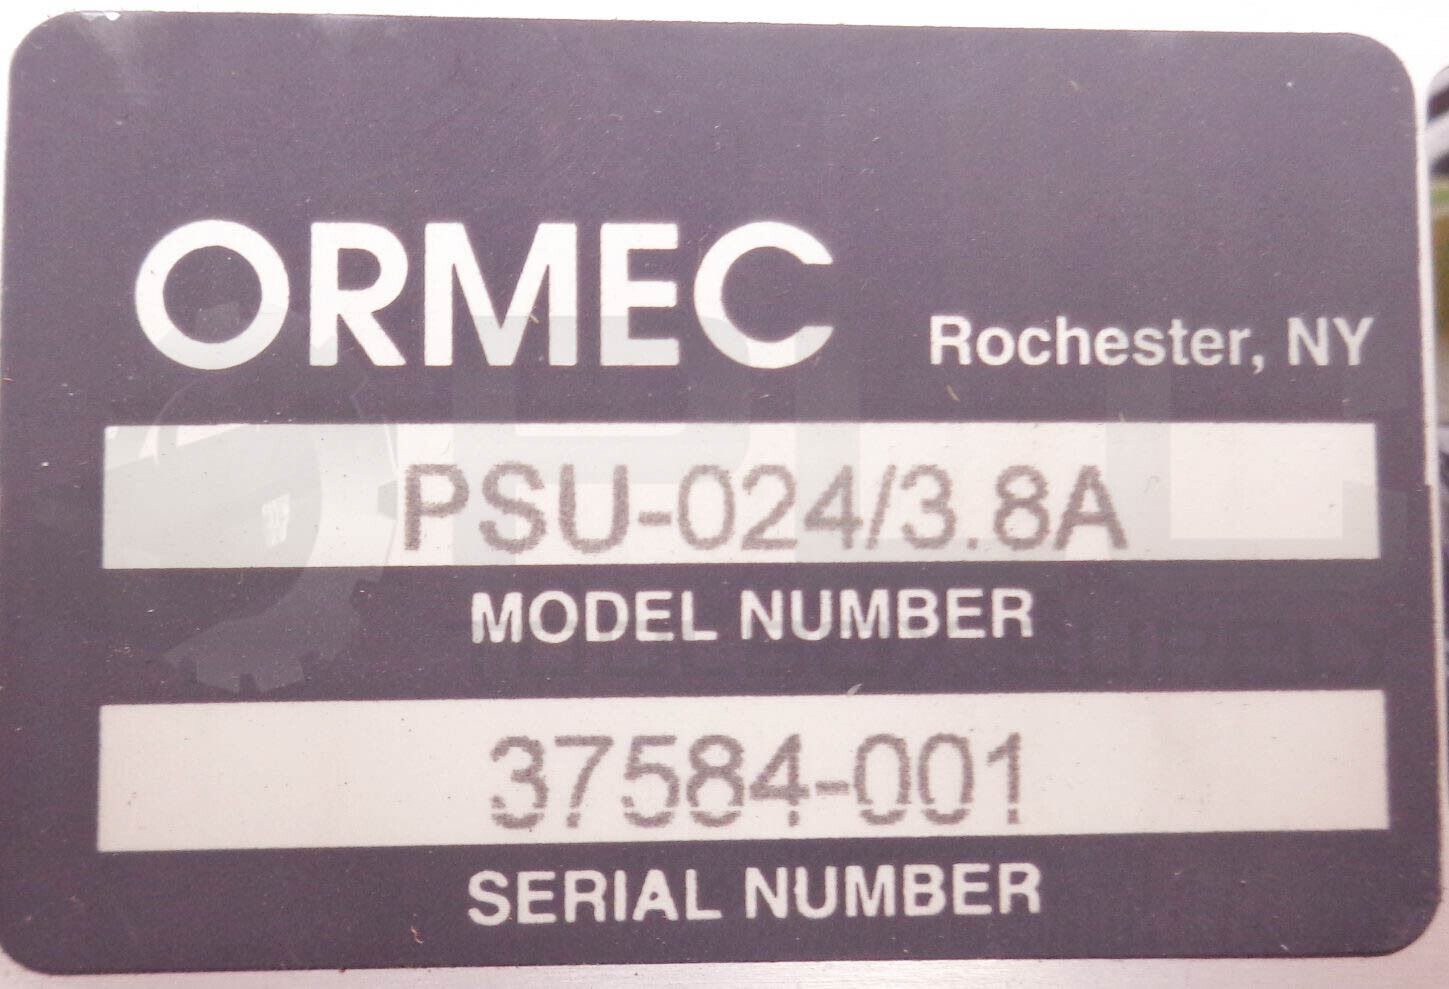 ORMEC Rochester, NY
PSU-024/3.8A
MODEL NUMBER
37584-001
SERIAL NUMBER